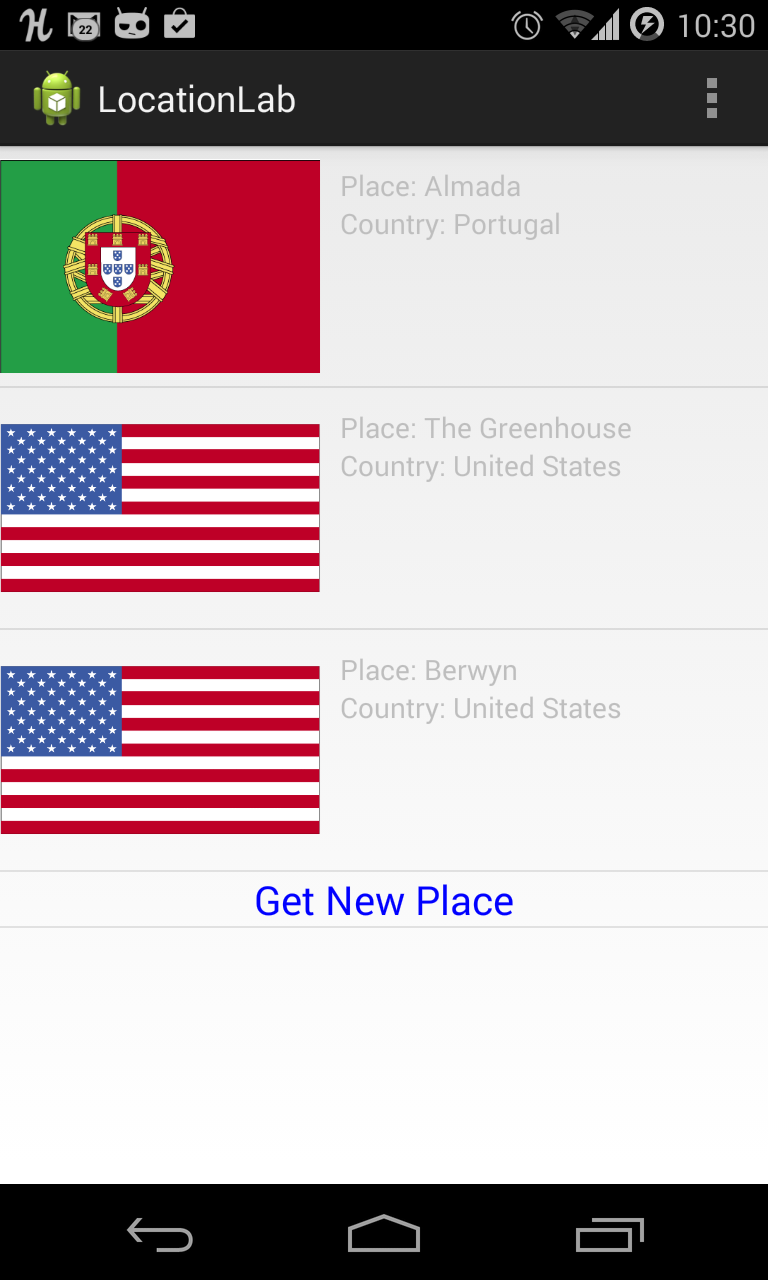 22
10:30
LocationLab
Place: Almada
Country: Portugal
Place: The Greenhouse
Country: United States
Place: Berwyn
Country: United States
Get New Place